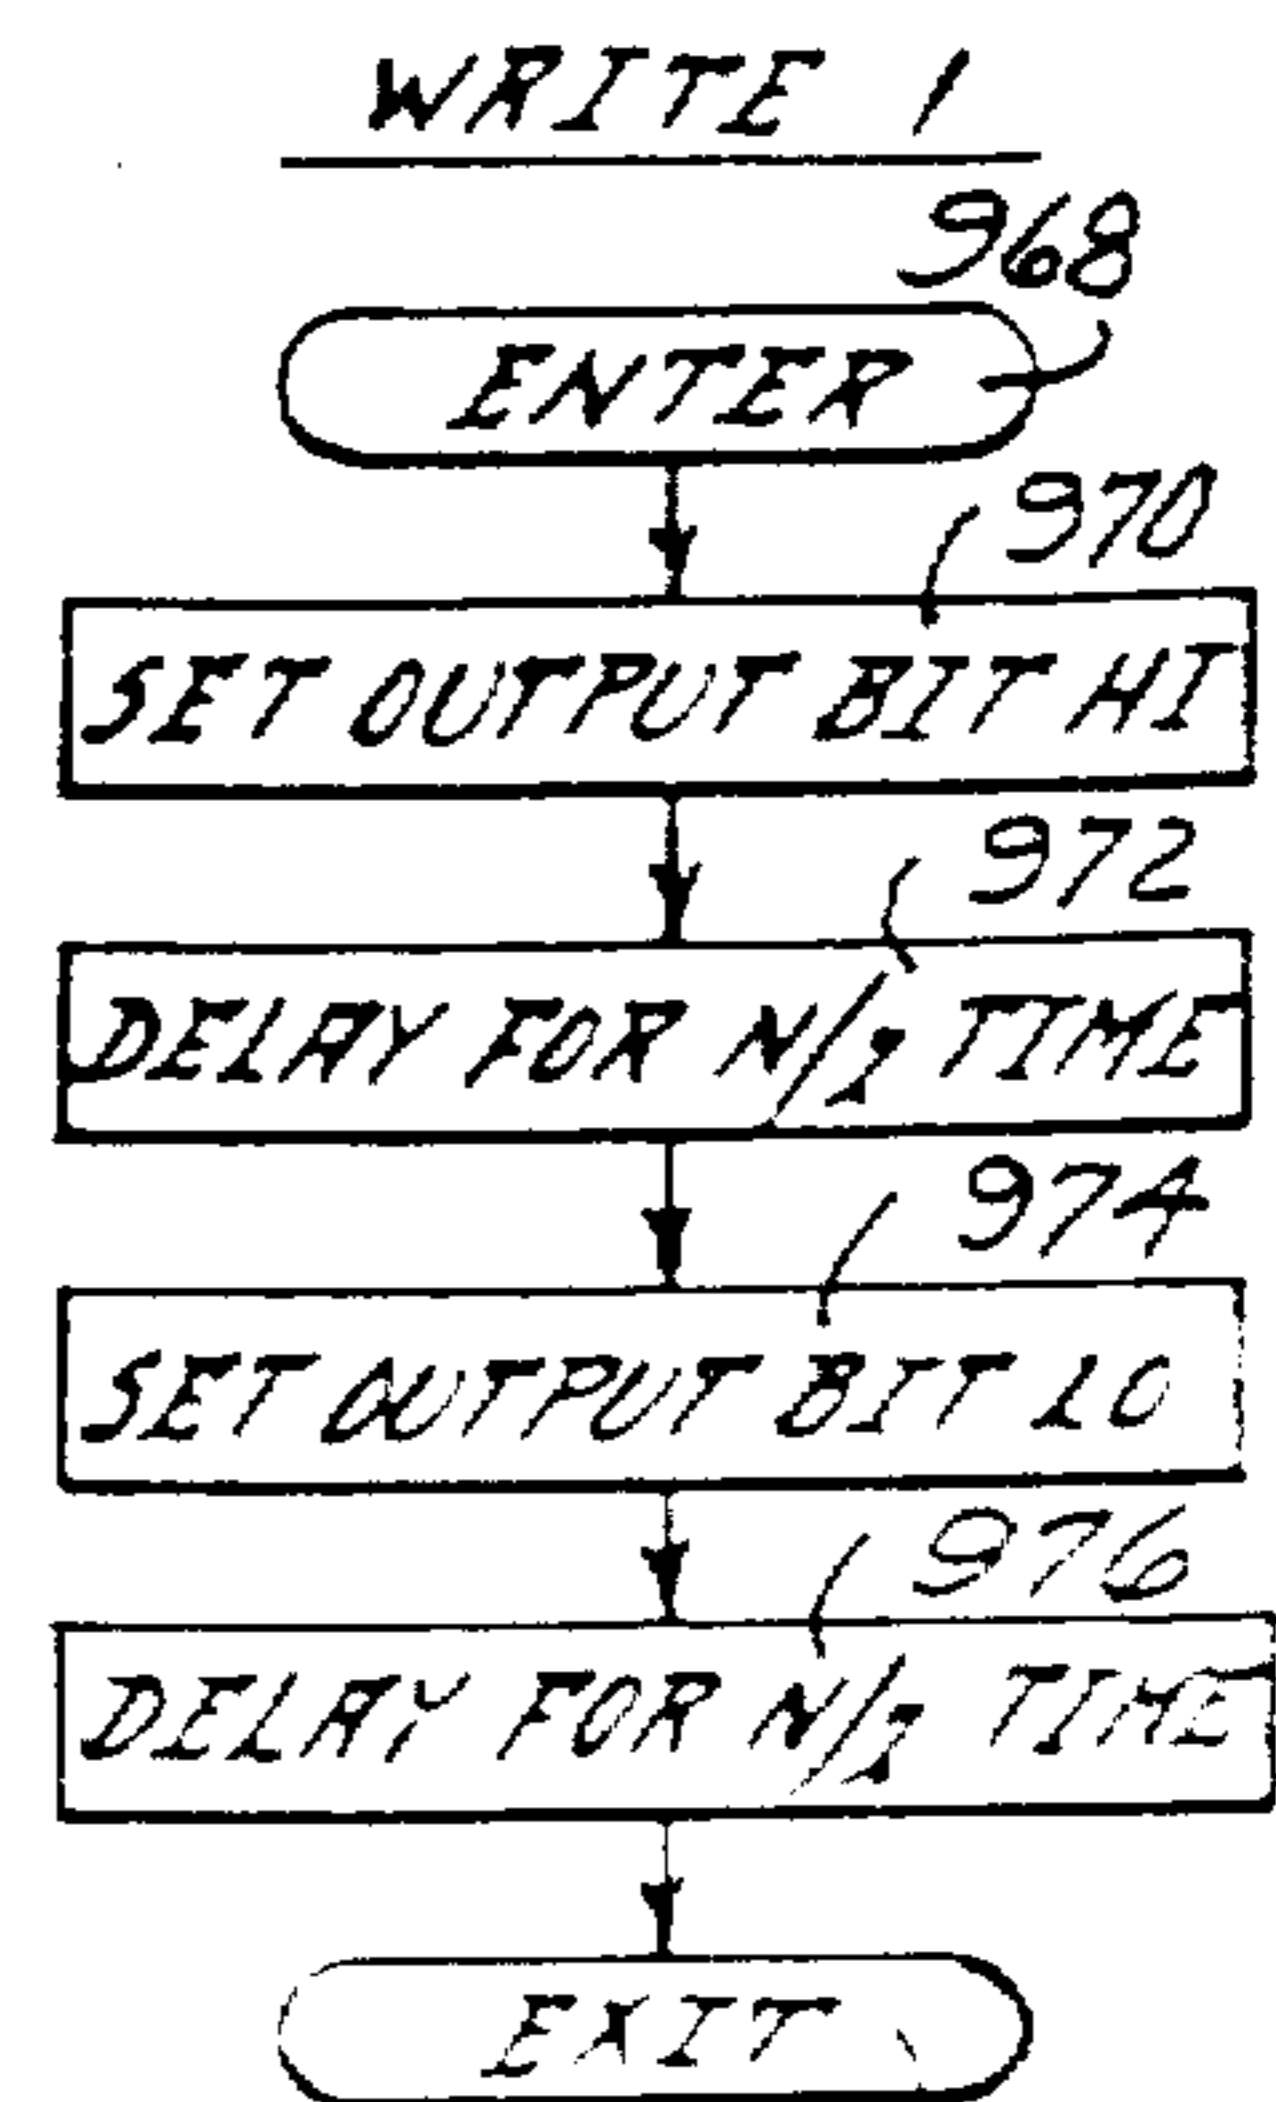 WRITE 1
968
ENTER
970
SET OUTPUT BIT HI
972
DELAY FOR N/2 TIME
974
SET OUTPUT BIT LO
976
DELAY FOR N/2 TIME
EXIT